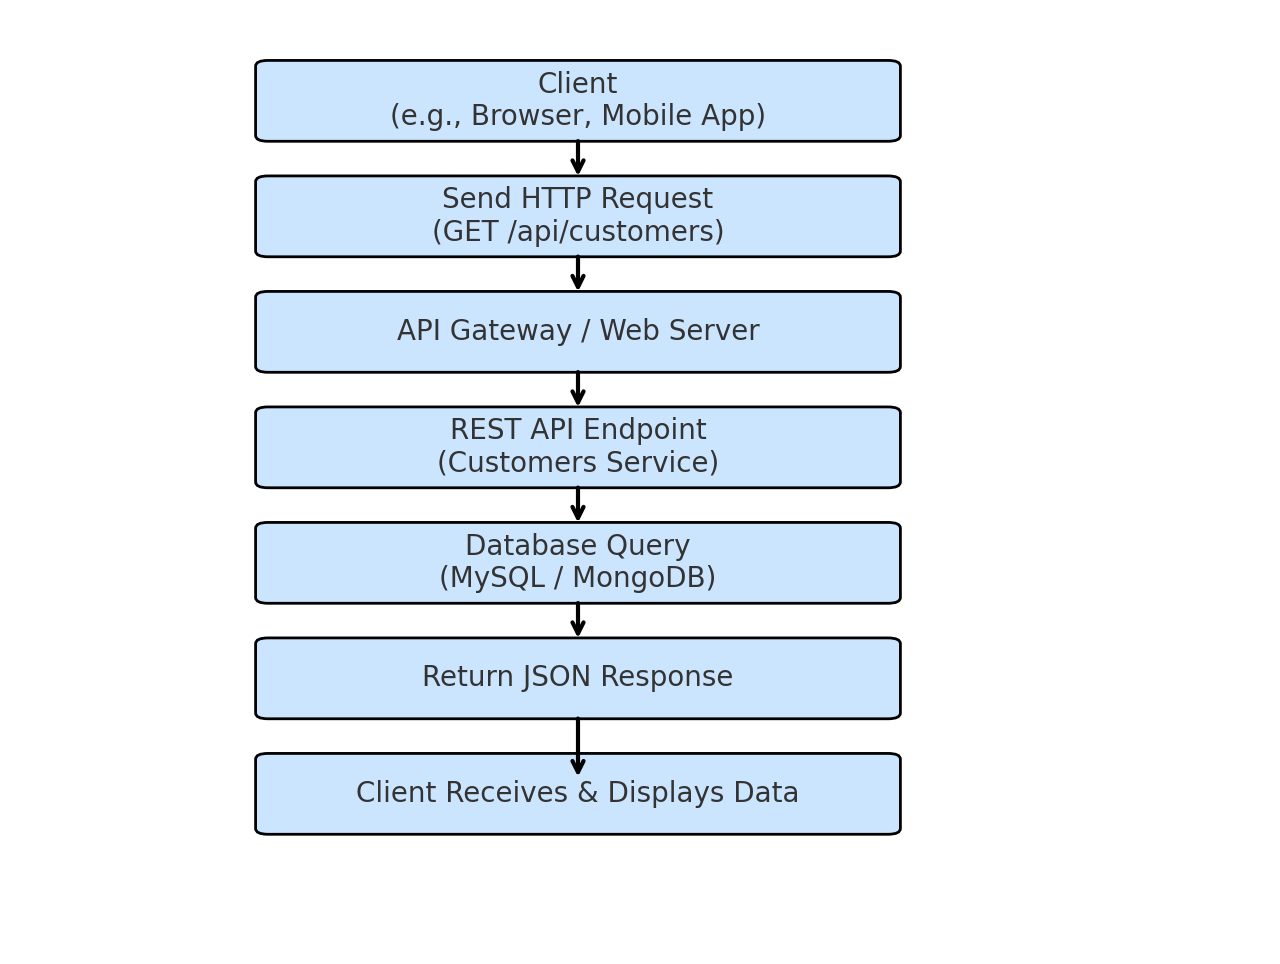 Client
(e.g., Browser, Mobile App)
Send HTTP Request
(GET /api/customers)
API Gateway / Web Server
REST API Endpoint
(Customers Service)
Database Query
(MySQL / MongoDB)
Return JSON Response
Client Receives & Displays Data